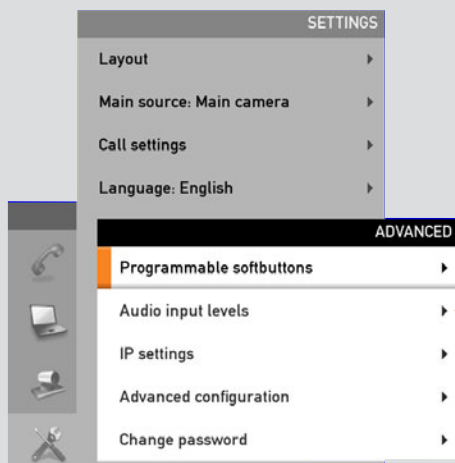 SETTINGS
Layout
Main source: Main camera
Call settings
Language: English
ADVANCED
Programmable softbuttons
Audio input levels
IP settings
Advanced configuration
Change password